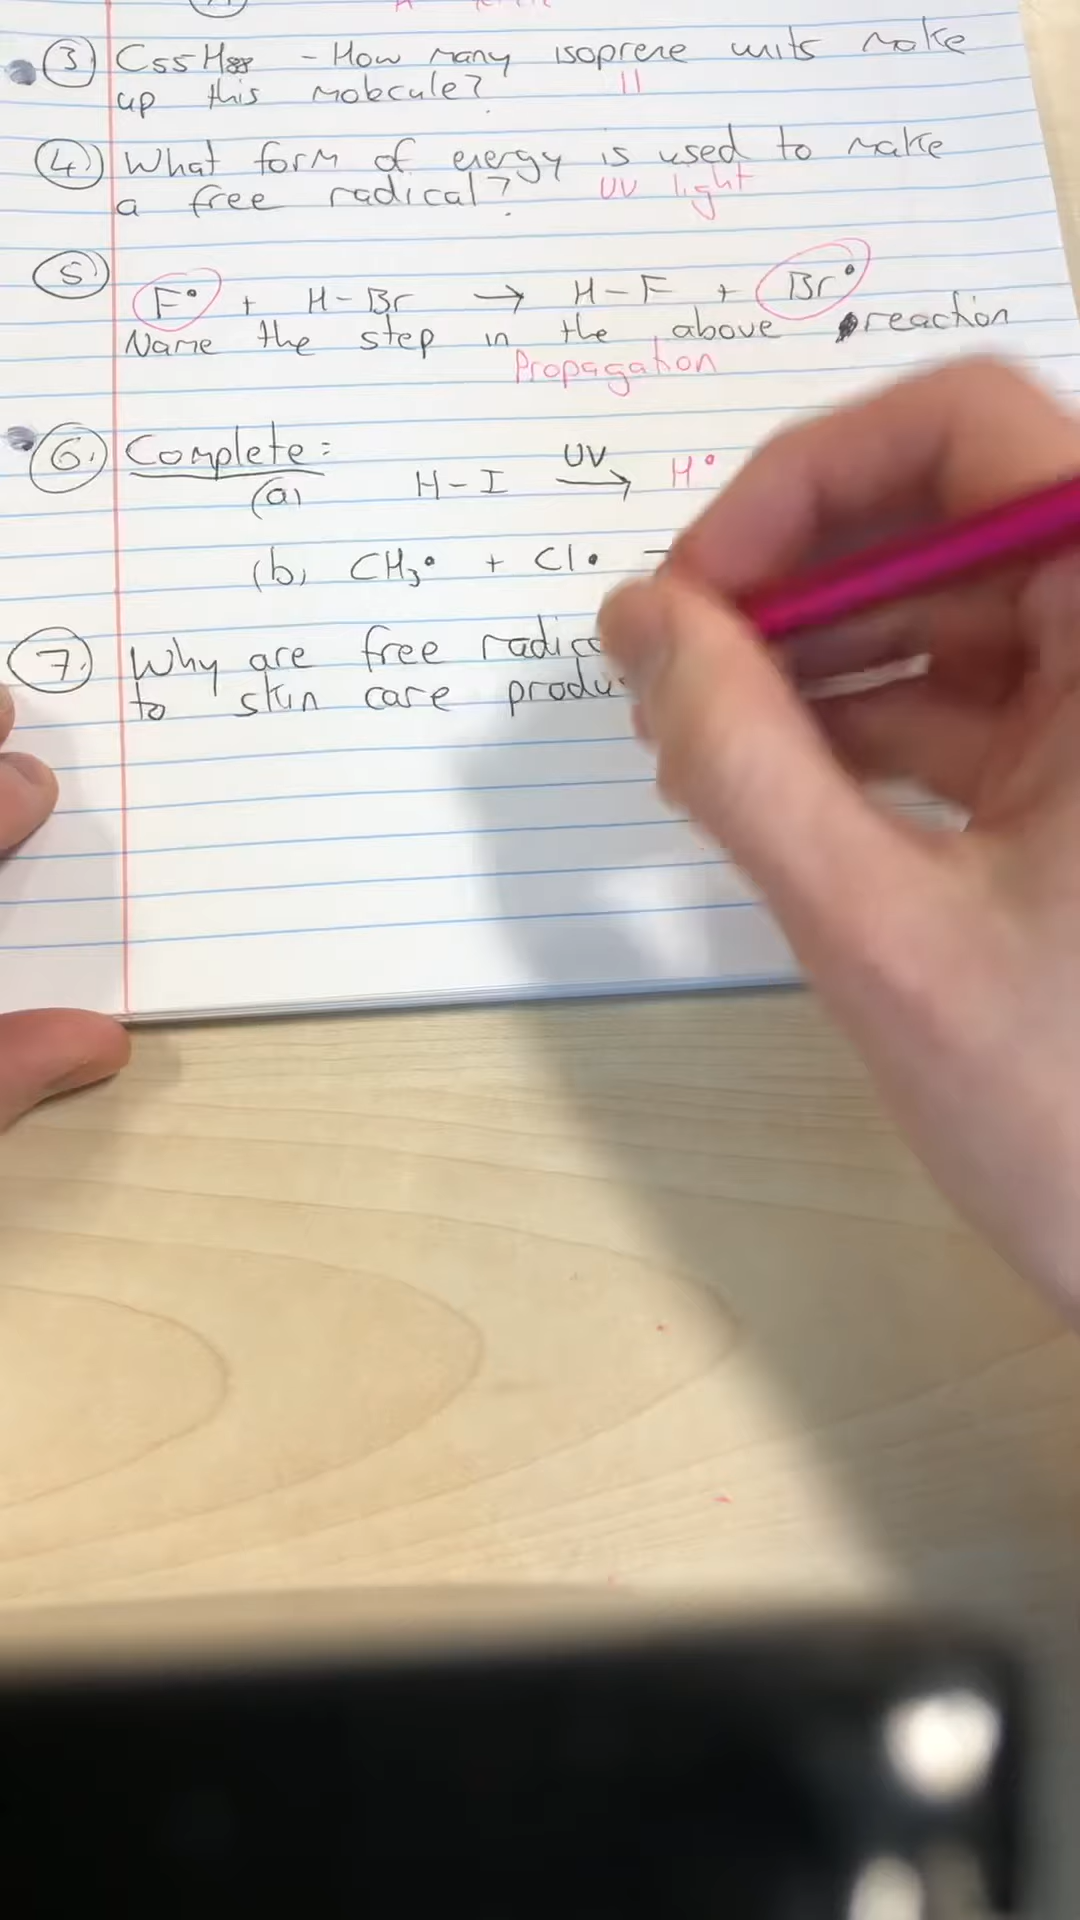 ③ C55H88 - How many isoprene units make
up this molecule? 11
④ What form of energy is used to make
a free radical? UV light
⑤ F• + H-Br → H-F + Br•
Name the step in the above reaction
Propagation
⑥ Complete:
(a) H-I UV → H•
(b) CH3• + Cl•
⑦ Why are free
to skin care